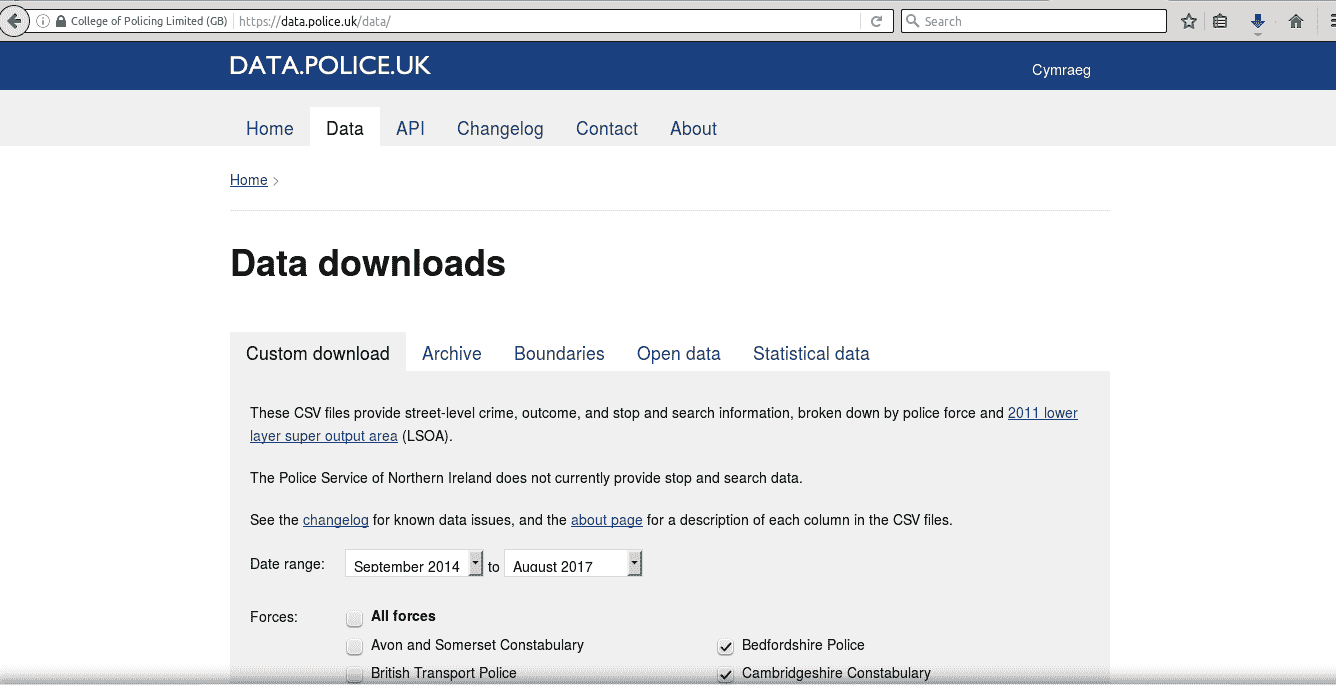 College of Policing Limited (GB) https://data.police.uk/data/ Search
DATA.POLICE.UK
Cymraeg
Home Data API Changelog Contact About
Home >
Data downloads
Custom download Archive Boundaries Open data Statistical data
These CSV files provide street-level crime, outcome, and stop and search information, broken down by police force and 2011 lower
layer super output area (LSOA).
The Police Service of Northern Ireland does not currently provide stop and search data.
See the changelog for known data issues, and the about page for a description of each column in the CSV files.
Date range: September 2014 to August 2017
Forces: All forces
Avon and Somerset Constabulary Bedfordshire Police
British Transport Police Cambridgeshire Constabulary